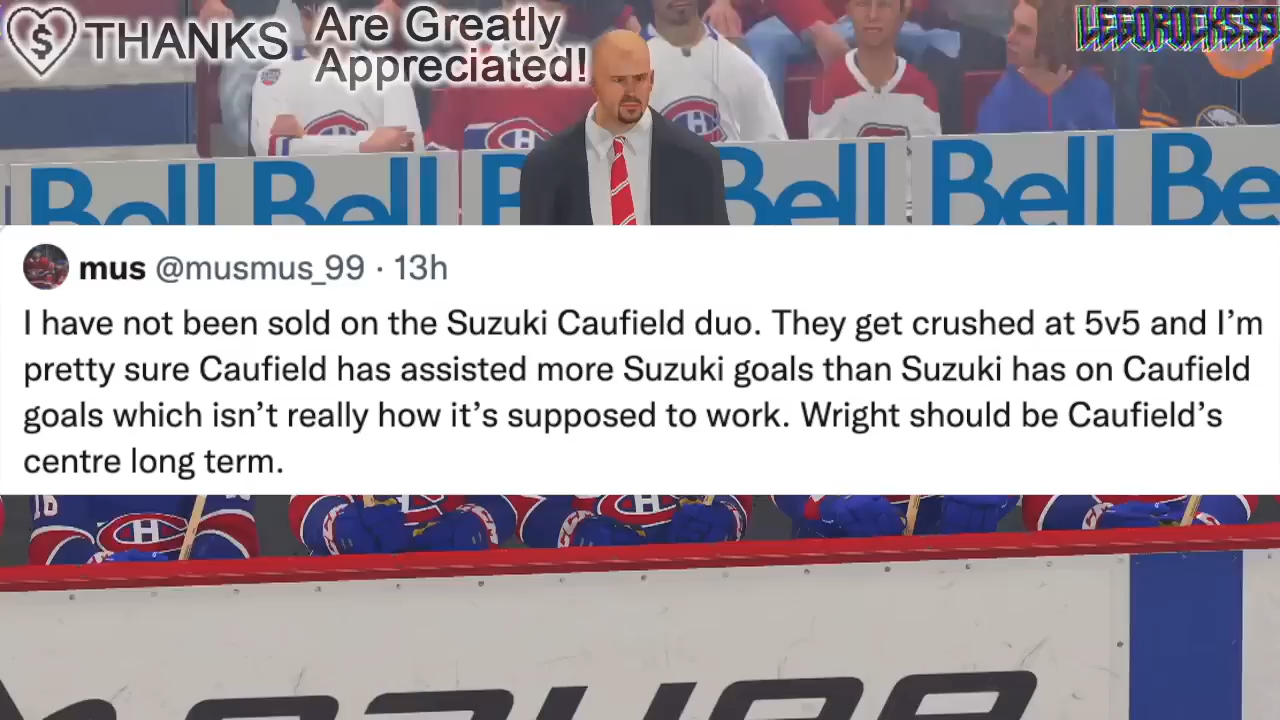 THANKS Are Greatly
Appreciated!
LEGOROCKS99
Bell Bell B Bell Bell Be
mus @musmus_99 · 13h
I have not been sold on the Suzuki Caufield duo. They get crushed at 5v5 and I’m
pretty sure Caufield has assisted more Suzuki goals than Suzuki has on Caufield
goals which isn’t really how it’s supposed to work. Wright should be Caufield’s
centre long term.